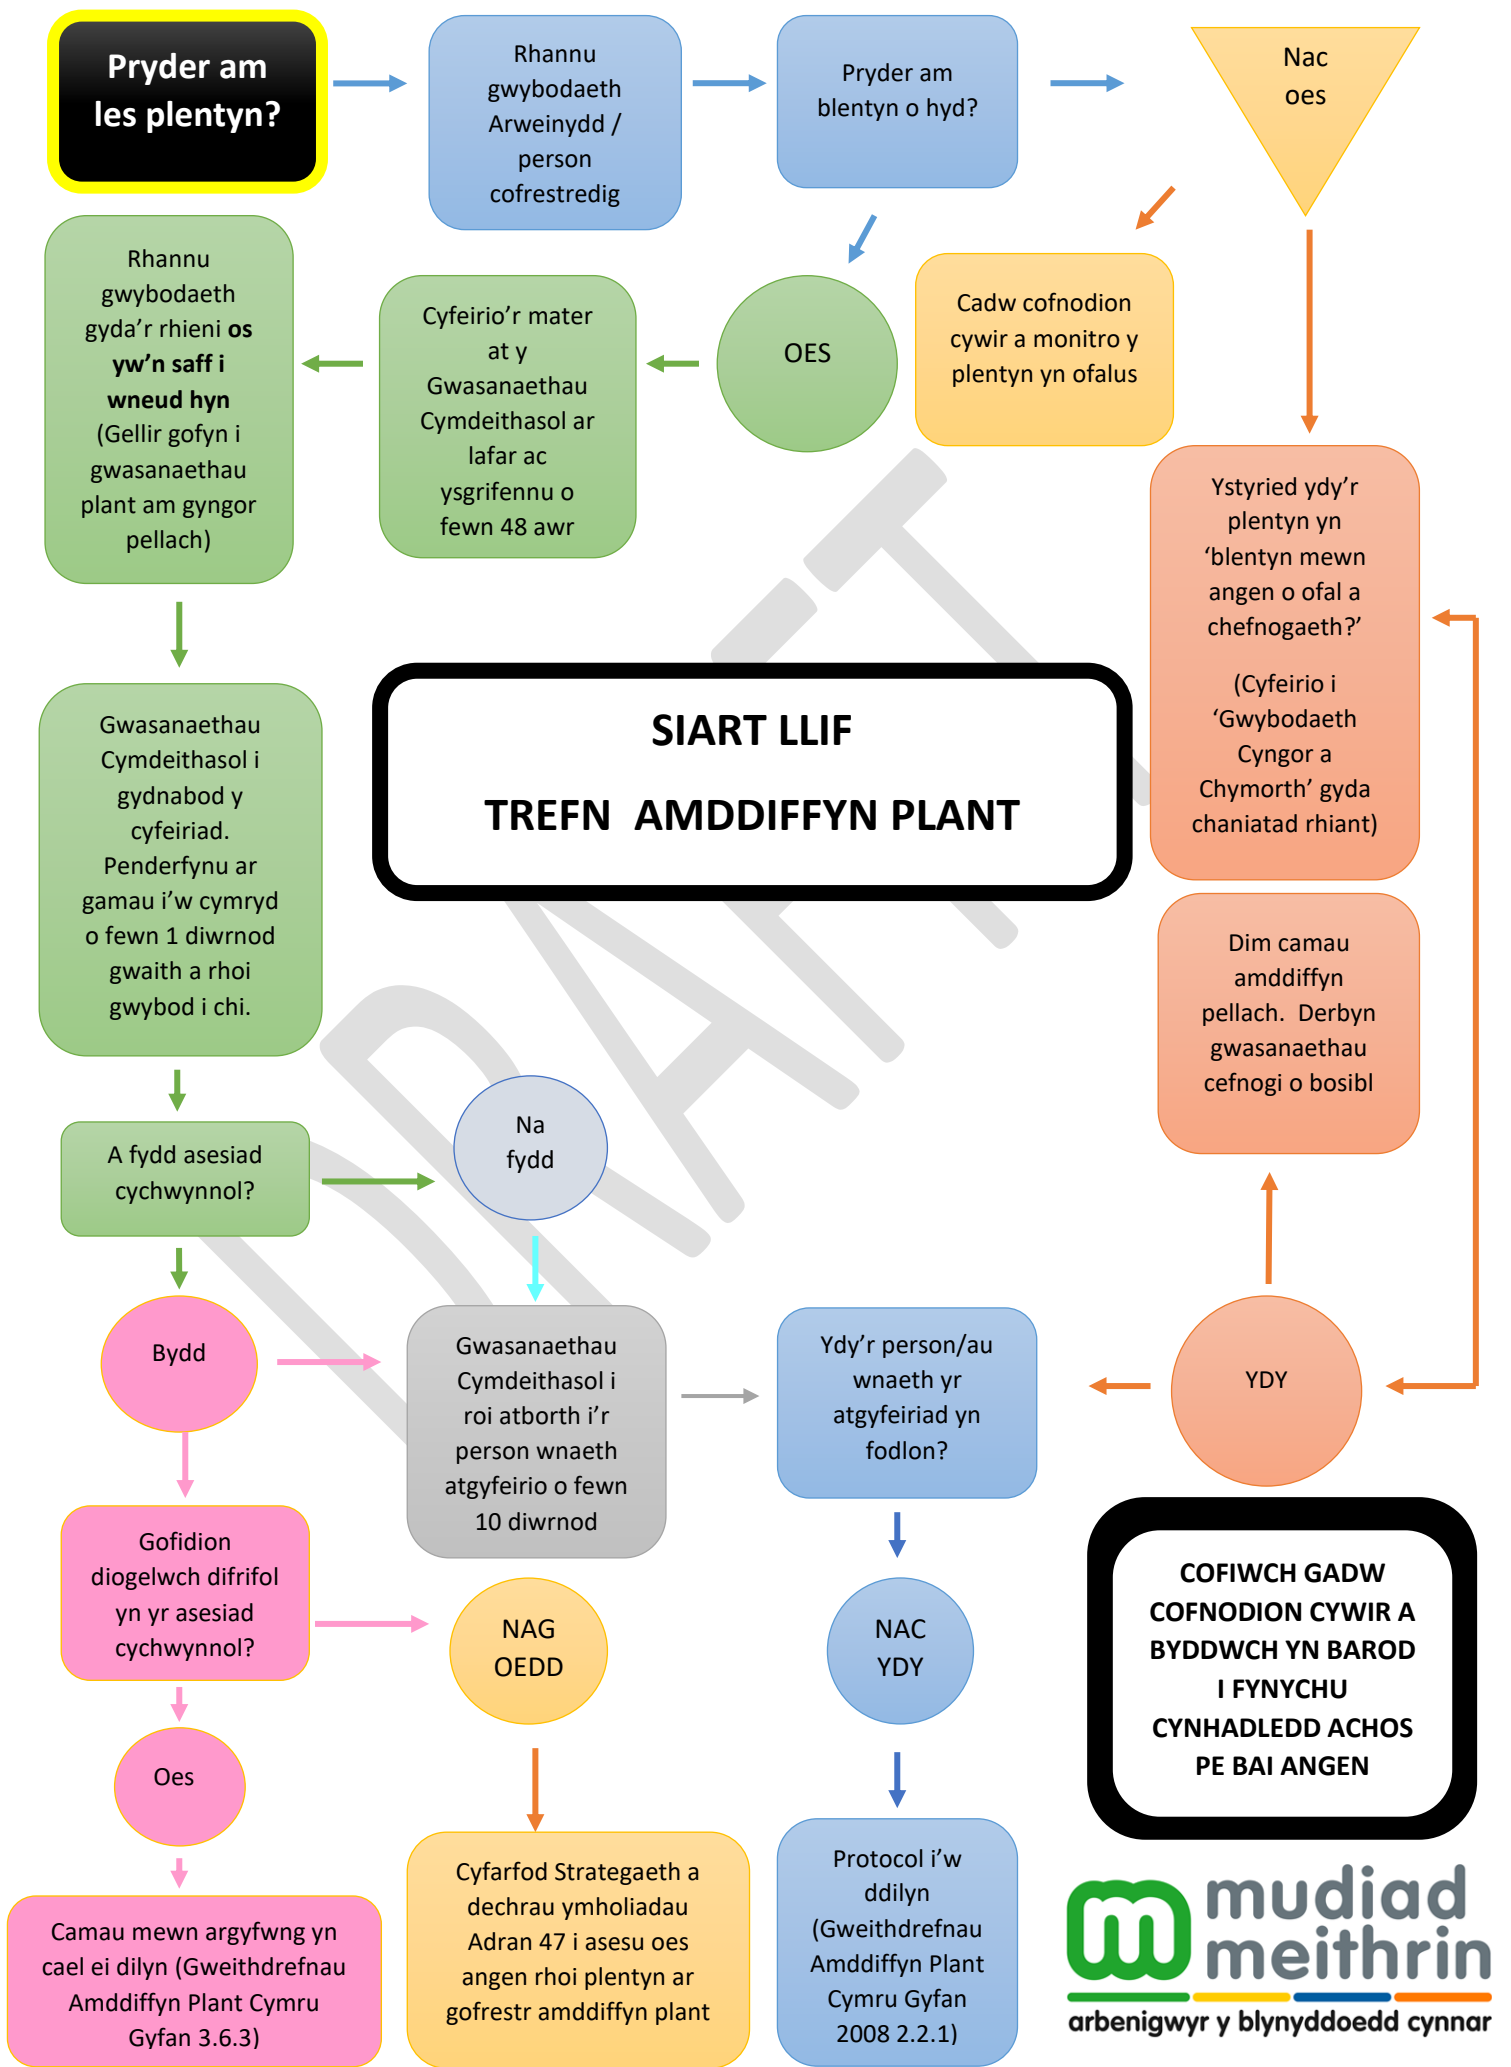 Pryder am
les plentyn?
Rhannu
gwybodaeth
Arweinydd /
person
cofrestredig
Pryder am
blentyn o hyd?
Nac
oes
Rhannu
gwybodaeth
gyda'r rhieni os
yw'n saff i
wneud hyn
(Gellir gofyn i
gwasanaethau
plant am gyngor
pellach)
Cyfeirio'r mater
at y
Gwasanaethau
Cymdeithasol ar
lafar ac
ysgrifennu o
fewn 48 awr
OES
Cadw cofnodion
cywir a monitro y
plentyn yn ofalus
Ystyried ydy'r
plentyn yn
'blentyn mewn
angen o ofal a
chefnogaeth?'
(Cyfeirio i
'Gwybodaeth
Cyngor a
Chymorth' gyda
chaniatad rhiant)
SIART LLIF
TREFN AMDDIFFYN PLANT
DRAFT
Gwasanaethau
Cymdeithasol i
gydnabod y
cyfeiriad.
Penderfynu ar
gamau i'w cymryd
o fewn 1 diwrnod
gwaith a rhoi
gwybod i chi.
Dim camau
amddiffyn
pellach. Derbyn
gwasanaethau
cefnogi o bosibl
A fydd asesiad
cychwynnol?
Na
fydd
Bydd
Gwasanaethau
Cymdeithasol i
roi atborth i'r
person wnaeth
atgyfeirio o fewn
10 diwrnod
Ydy'r person/au
wnaeth yr
atgyfeiriad yn
fodlon?
YDY
Gofidion
diogelwch difrifol
yn yr asesiad
cychwynnol?
NAG
OEDD
NAC
YDY
COFIWCH GADW
COFNODION CYWIR A
BYDDWCH YN BAROD
I FYNYCHU
CYNHADLEDD ACHOS
PE BAI ANGEN
Oes
Camau mewn argyfwng yn
cael ei dilyn (Gweithdrefnau
Amddiffyn Plant Cymru
Gyfan 3.6.3)
Cyfarfod Strategaeth a
dechrau ymholiadau
Adran 47 i asesu oes
angen rhoi plentyn ar
gofrestr amddiffyn plant
Protocol i'w
ddilyn
(Gweithdrefnau
Amddiffyn Plant
Cymru Gyfan
2008 2.2.1)
mudiad
meithrin
arbenigwyr y blynyddoedd cynnar